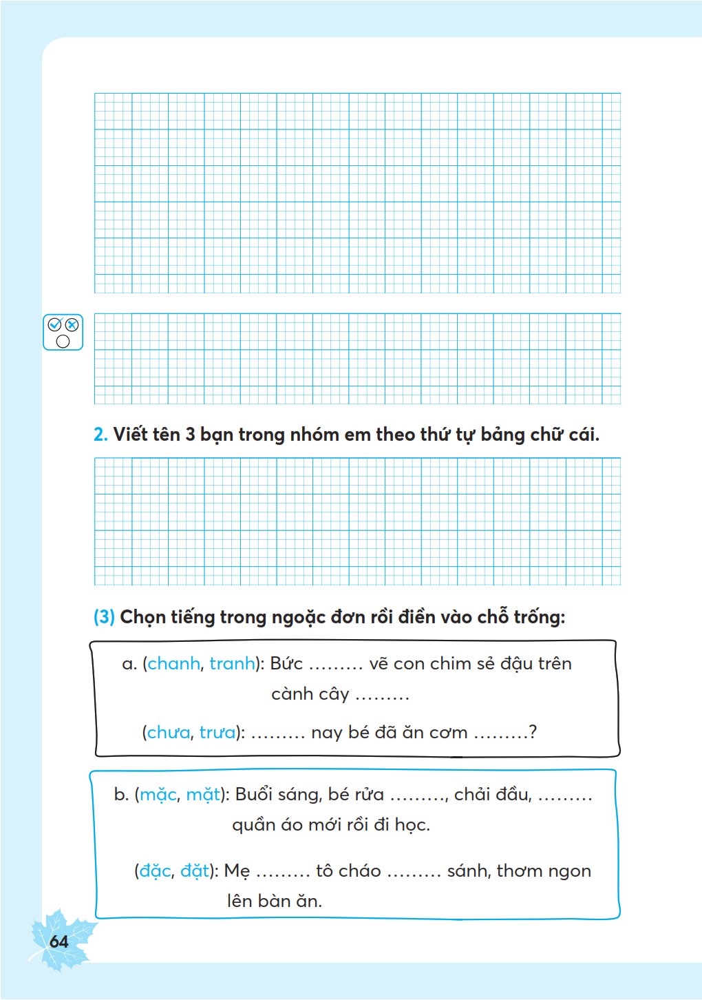 2. Viết tên 3 bạn trong nhóm em theo thứ tự bảng chữ cái.
(3) Chọn tiếng trong ngoặc đơn rồi điền vào chỗ trống:
a. (chanh, tranh): Bức ......... vẽ con chim sẻ đậu trên
cành cây .........
(chưa, trưa): ......... nay bé đã ăn cơm .........?
b. (mặc, mặt): Buổi sáng, bé rửa ........., chải đầu, .........
quần áo mới rồi đi học.
(đặc, đặt): Mẹ ......... tô cháo ......... sánh, thơm ngon
lên bàn ăn.
64